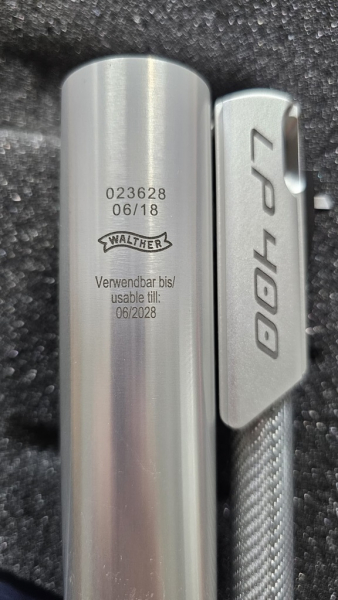 023628
06/18
WALTHER
Verwendbar bis/
usable till:
06/2028
LP400